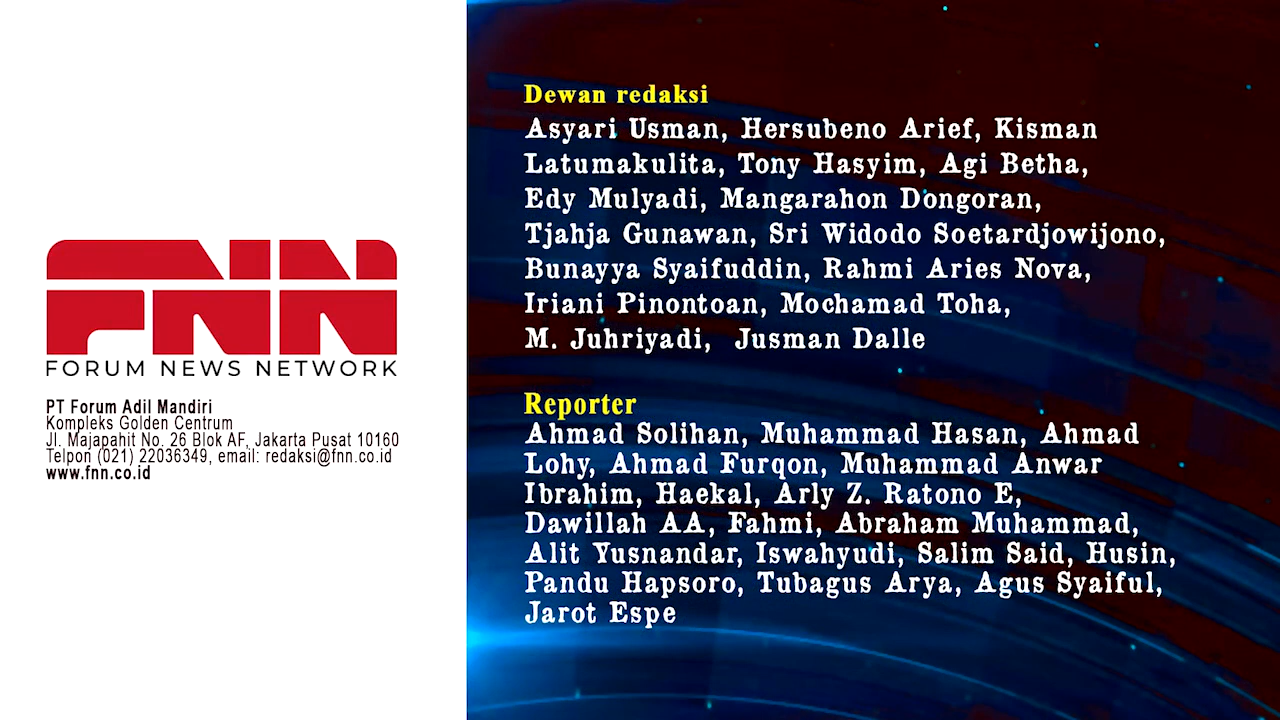 FNN
FORUM NEWS NETWORK
PT Forum Adil Mandiri
Kompleks Golden Centrum
Jl. Majapahit No. 26 Blok AF, Jakarta Pusat 10160
Telpon (021) 22036349, email: redaksi@fnn.co.id
www.fnn.co.id
Dewan redaksi
Asyari Usman, Hersubeno Arief, Kisman
Latumakulita, Tony Hasyim, Agi Betha,
Edy Mulyadi, Mangarahon Dongoran,
Tjahja Gunawan, Sri Widodo Soetardjowijono,
Bunayya Syaifuddin, Rahmi Aries Nova,
Iriani Pinontoan, Mochamad Toha,
M. Juhriyadi, Jusman Dalle
Reporter
Ahmad Solihan, Muhammad Hasan, Ahmad
Lohy, Ahmad Furqon, Muhammad Anwar
Ibrahim, Haekal, Arly Z. Ratono E,
Dawillah AA, Fahmi, Abraham Muhammad,
Alit Yusnandar, Iswahyudi, Salim Said, Husin,
Pandu Hapsoro, Tubagus Arya, Agus Syaiful,
Jarot Espe